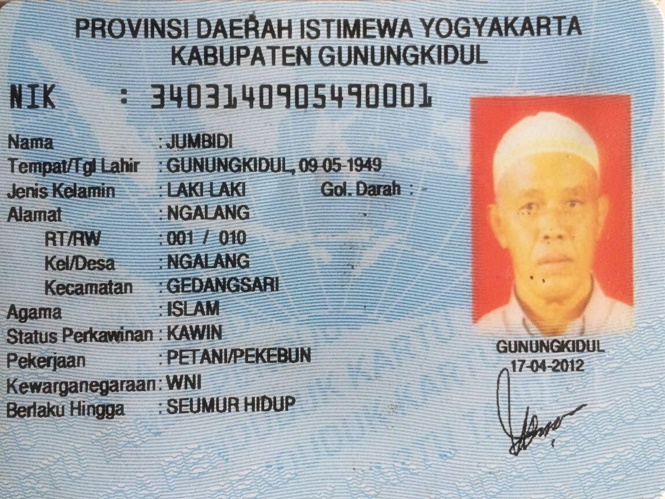 PROVINSI DAERAH ISTIMEWA YOGYAKARTA
KABUPATEN GUNUNGKIDUL
NIK : 3403140905490001
Nama : JUMBIDI
Tempat/Tgl Lahir : GUNUNGKIDUL, 09-05-1949
Jenis Kelamin : LAKI LAKI Gol. Darah : -
Alamat : NGALANG
RT/RW : 001 / 010
Kel/Desa : NGALANG
Kecamatan : GEDANGSARI
Agama : ISLAM
Status Perkawinan : KAWIN
Pekerjaan : PETANI/PEKEBUN
Kewarganegaraan : WNI
Berlaku Hingga : SEUMUR HIDUP
GUNUNGKIDUL
17-04-2012